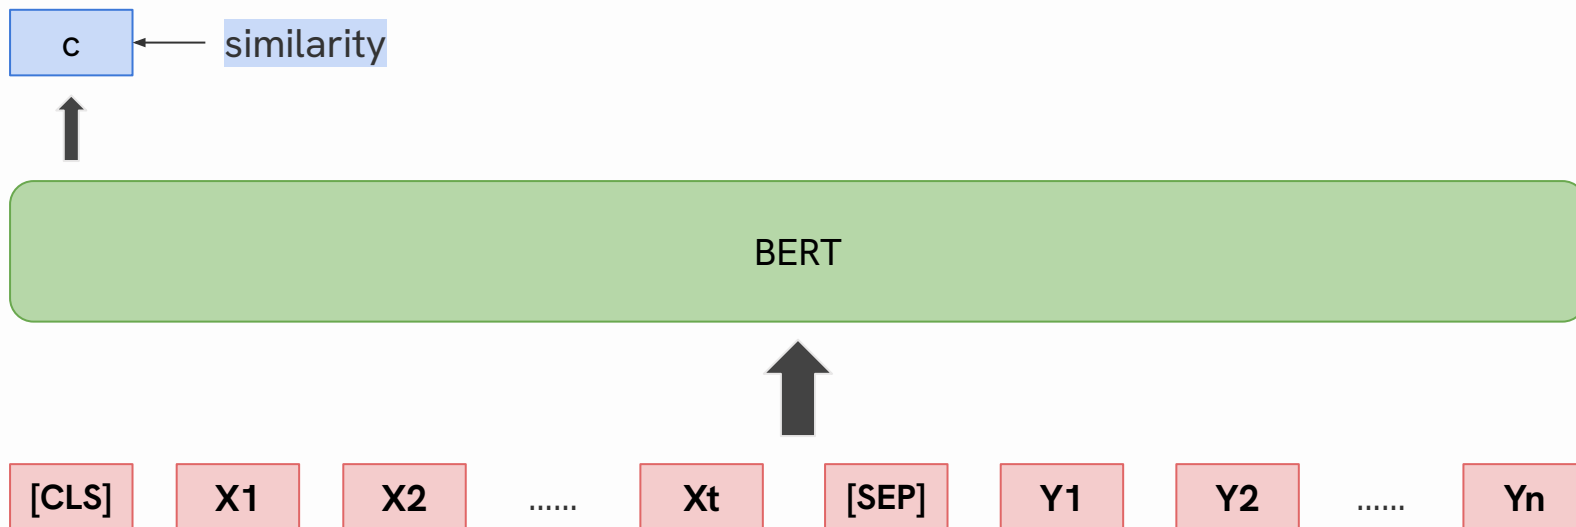 c similarity
BERT
[CLS] X1 X2 ...... Xt [SEP] Y1 Y2 ...... Yn